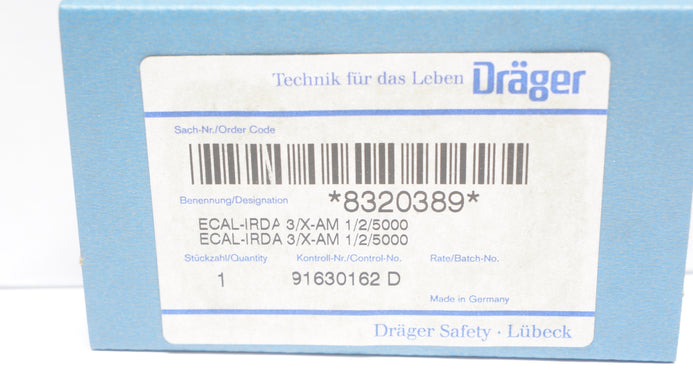 Technik für das Leben Dräger
Sach-Nr./Order Code
*8320389*
Benennung/Designation
ECAL-IRDA 3/X-AM 1/2/5000
ECAL-IRDA 3/X-AM 1/2/5000
Stückzahl/Quantity Kontroll-Nr./Control-No. Rate/Batch-No.
1 91630162 D
Made in Germany
Dräger Safety · Lübeck